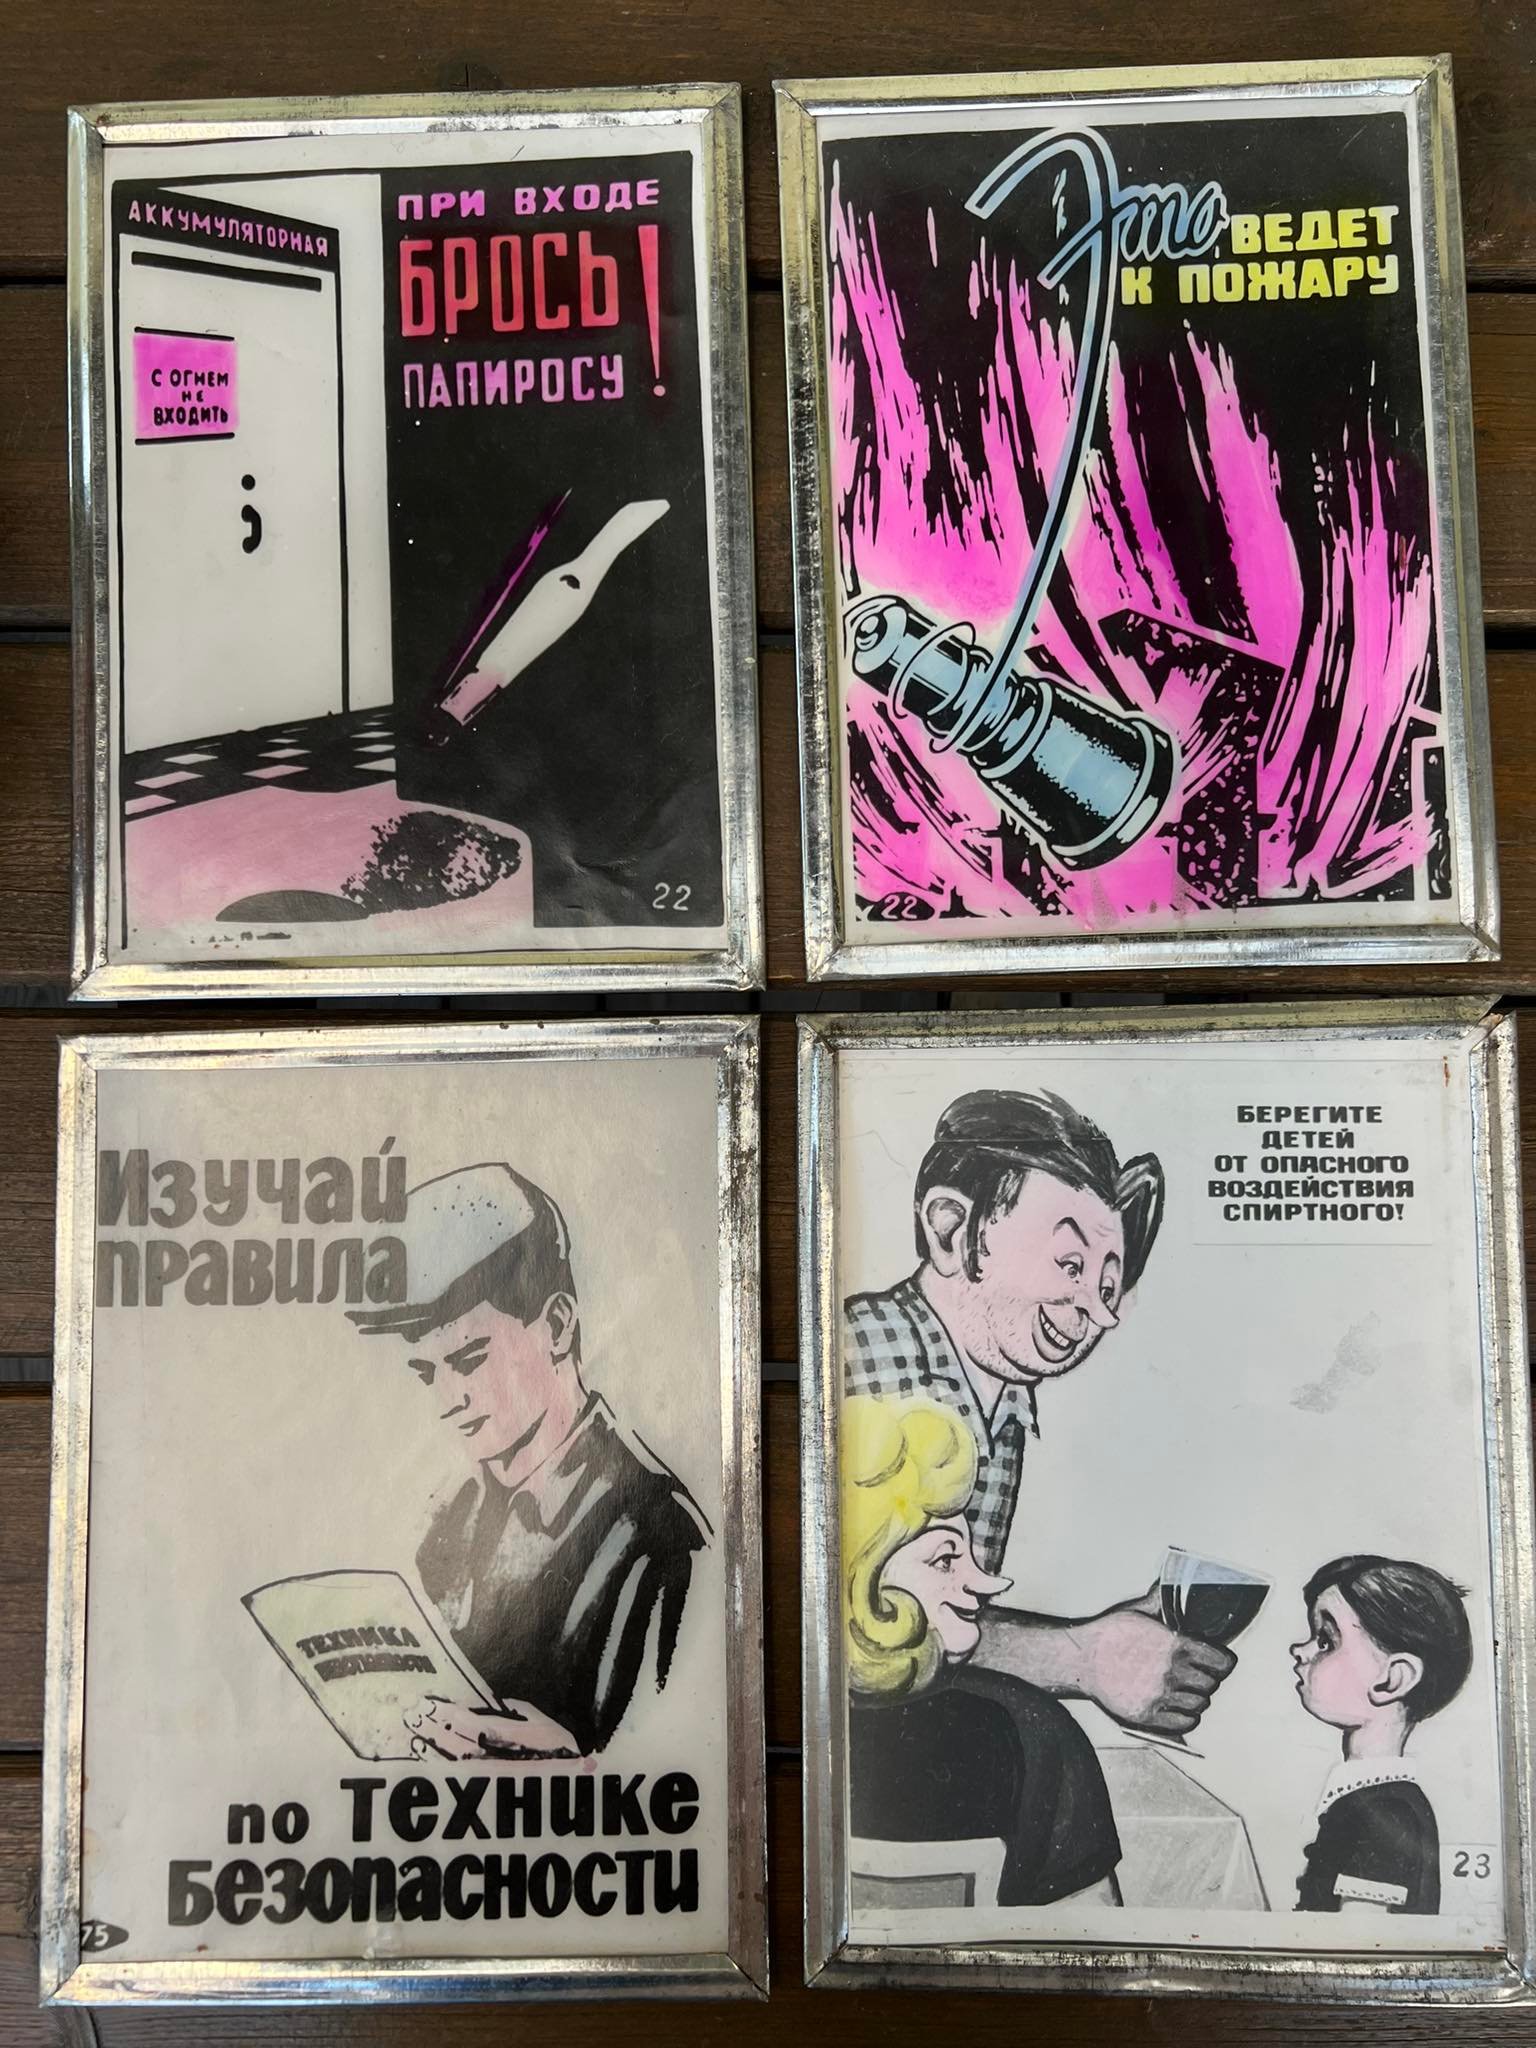 АККУМУЛЯТОРНАЯ
С ОГНЕМ
НЕ
ВХОДИТЬ
ПРИ ВХОДЕ
БРОСЬ!
ПАПИРОСУ
22
Это ВЕДЕТ
К ПОЖАРУ
22
Изучай
правила
ТЕХНИКА
БЕЗОПАСНОСТИ
по технике
безопасности
75
БЕРЕГИТЕ
ДЕТЕЙ
ОТ ОПАСНОГО
ВОЗДЕЙСТВИЯ
СПИРТНОГО!
23